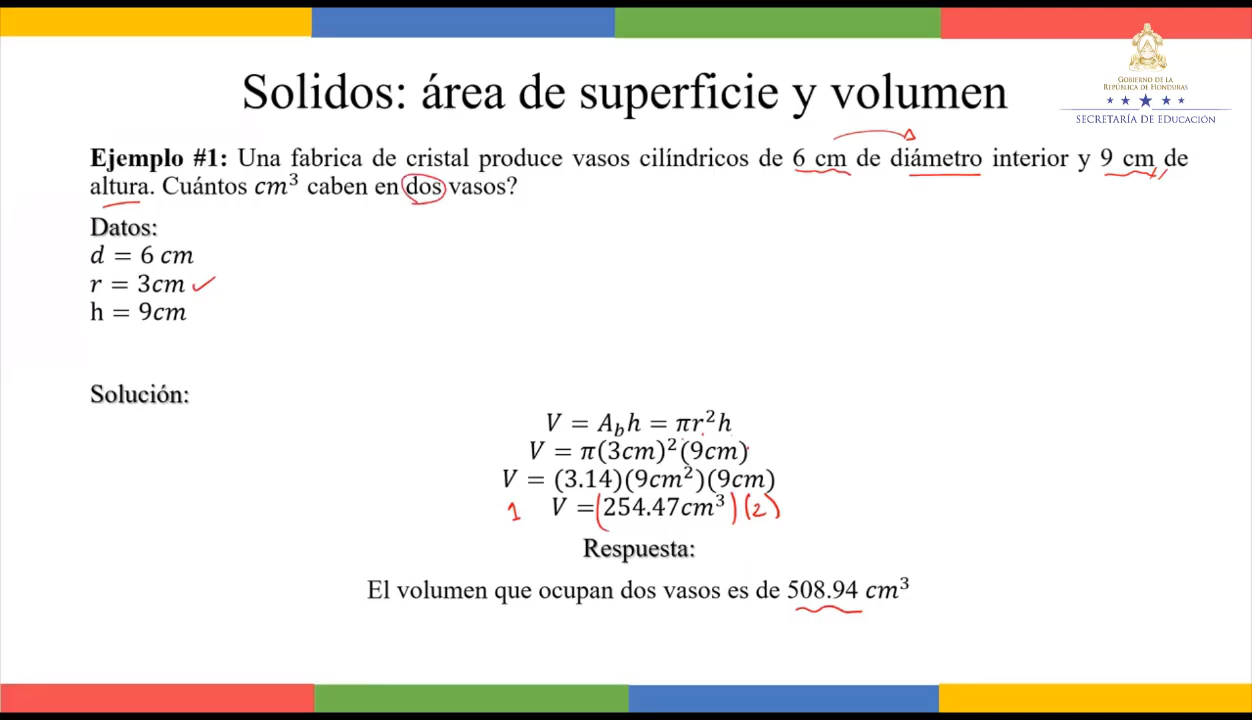 Solidos: área de superficie y volumen
GOBIERNO DE LA
REPÚBLICA DE HONDURAS
SECRETARÍA DE EDUCACIÓN
Ejemplo #1: Una fabrica de cristal produce vasos cilíndricos de 6 cm de diámetro interior y 9 cm de
altura. Cuántos cm³ caben en dos vasos?
Datos:
d = 6 cm
r = 3cm ✓
h = 9cm
Solución:
V = A_b h = πr²h
V = π(3cm)²(9cm)
V = (3.14)(9cm²)(9cm)
1 V = (254.47cm³)(2)
Respuesta:
El volumen que ocupan dos vasos es de 508.94 cm³